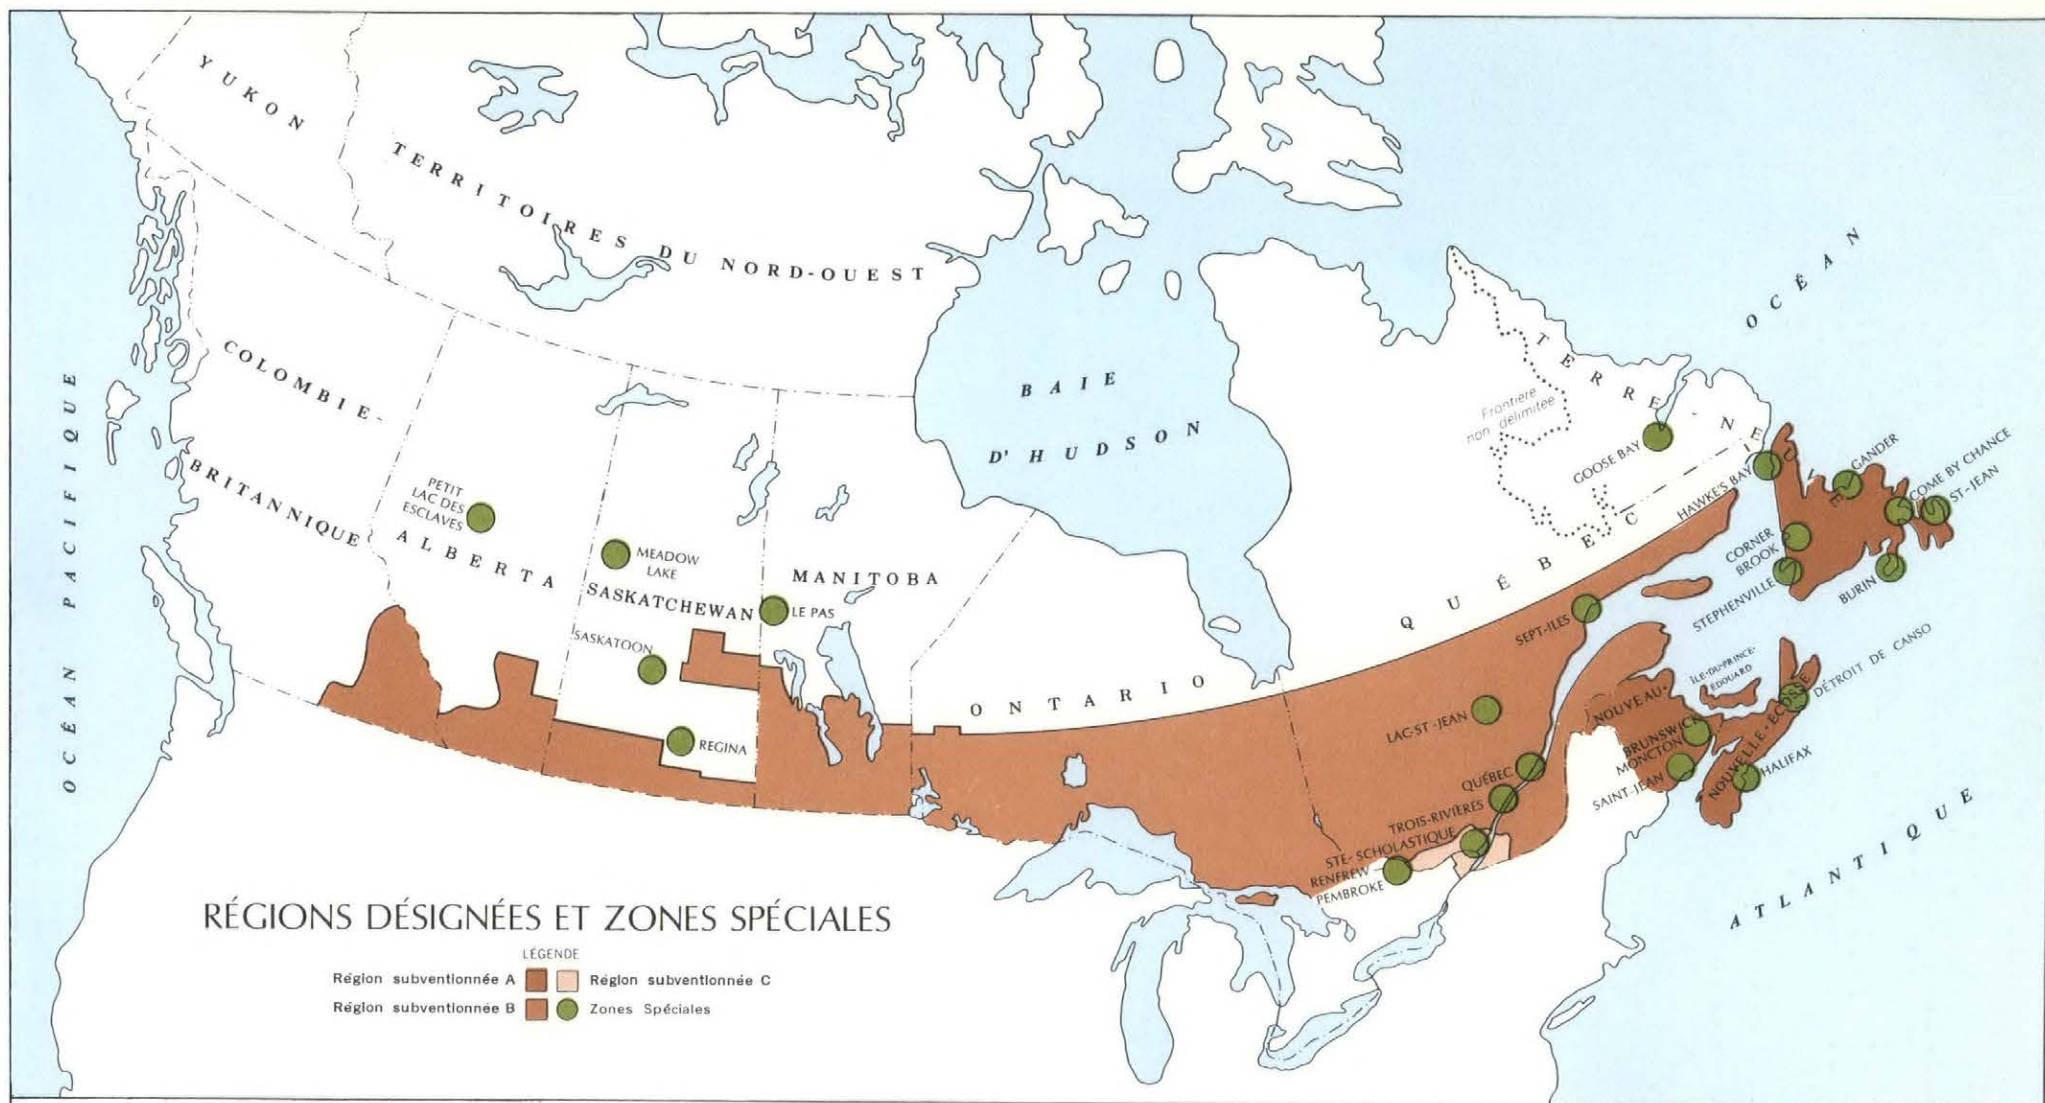 YUKON
TERRITOIRES DU NORD-OUEST
COLOMBIE-
BRITANNIQUE
OCÉAN PACIFIQUE
PETIT
LAC DES
ESCLAVES
ALBERTA
MEADOW
LAKE
SASKATCHEWAN
SASKATOON
REGINA
MANITOBA
LE PAS
BAIE
D'HUDSON
ONTARIO
QUÉBEC
Frontière
non délimitée
TERRE-NEUVE
GOOSE BAY
HAWKE'S BAY
GANDER
COME BY CHANCE
ST-JEAN
CORNER
BROOK
STEPHENVILLE
BURIN
SEPT-ILES
ÎLE-DU-PRINCE-
ÉDOUARD
DÉTROIT DE CANSO
NOUVEAU-
BRUNSWICK
MONCTON
SAINT-JEAN
NOUVELLE-ÉCOSSE
HALIFAX
LAC-ST-JEAN
QUÉBEC
TROIS-RIVIÈRES
STE-SCHOLASTIQUE
RENFREW
PEMBROKE
OCÉAN
ATLANTIQUE
RÉGIONS DÉSIGNÉES ET ZONES SPÉCIALES
LÉGENDE
Région subventionnée A
Région subventionnée C
Région subventionnée B
Zones Spéciales